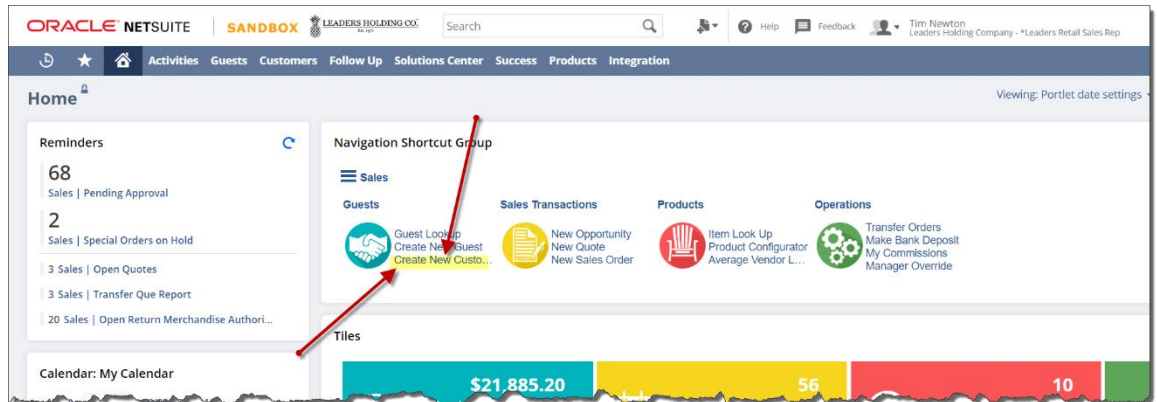 ORACLE NETSUITE SANDBOX LEADERS HOLDING CO. Search Help Feedback Tim Newton
Leaders Holding Company - *Leaders Retail Sales Rep
Activities Guests Customers Follow Up Solutions Center Success Products Integration
Home
Viewing: Portlet date settings
Reminders
68
Sales | Pending Approval
2
Sales | Special Orders on Hold
3 Sales | Open Quotes
3 Sales | Transfer Que Report
20 Sales | Open Return Merchandise Authori...
Calendar: My Calendar
Navigation Shortcut Group
Sales
Guests
Guest Lookup
Create New Guest
Create New Custo...
Sales Transactions
New Opportunity
New Quote
New Sales Order
Products
Item Look Up
Product Configurator
Average Vendor L...
Operations
Transfer Orders
Make Bank Deposit
My Commissions
Manager Override
Tiles
$21,885.20
56
10